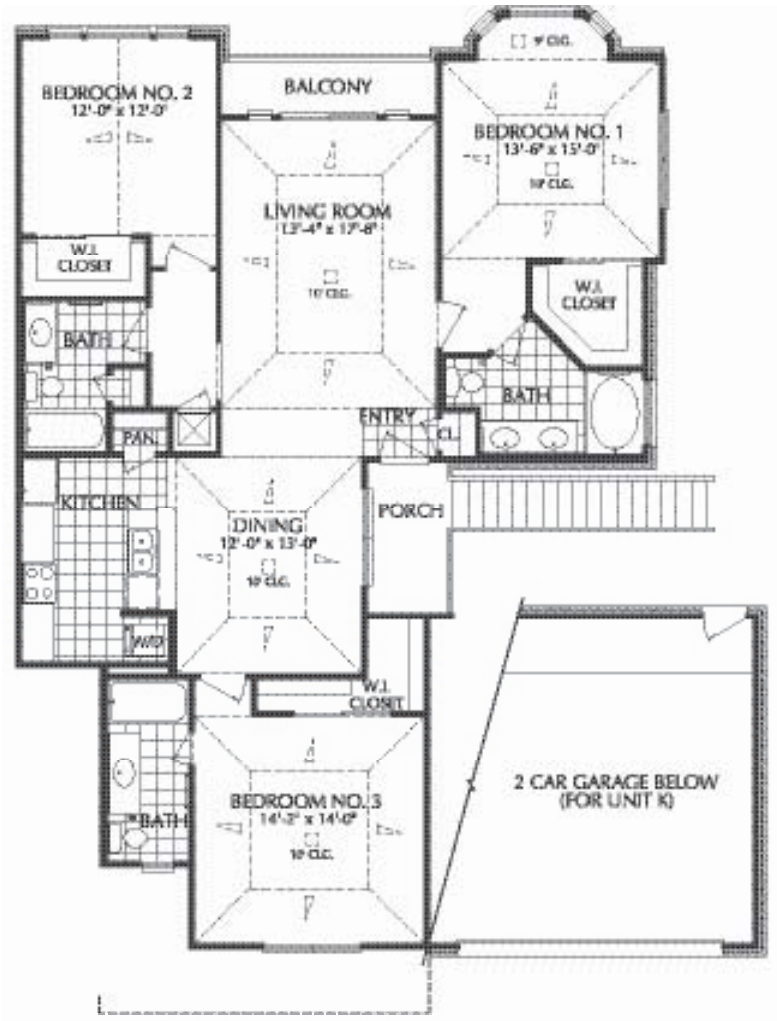 9' CLG.
BEDROOM NO. 2
12'-0" x 12'-0"
BALCONY
BEDROOM NO. 1
13'-6" x 15'-0"
10' CLG.
LIVING ROOM
13'-4" x 17'-8"
10' CLG.
W.I.
CLOSET
W.I.
CLOSET
BATH
BATH
ENTRY
CL.
PAN.
KITCHEN
PORCH
DINING
12'-0" x 13'-0"
10' CLG.
W/D
W.I.
CLOSET
2 CAR GARAGE BELOW
(FOR UNIT K)
BEDROOM NO. 3
14'-2" x 14'-0"
10' CLG.
BATH